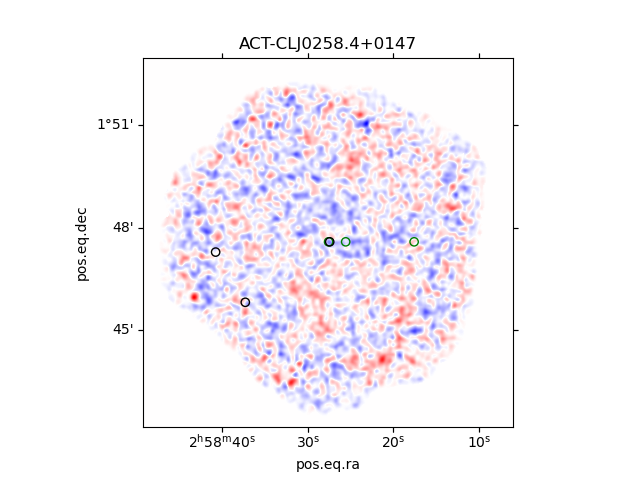 ACT-CLJ0258.4+0147
1°51'
48'
45'
2ʰ58ᵐ40ˢ 30ˢ 20ˢ 10ˢ
pos.eq.ra
pos.eq.dec